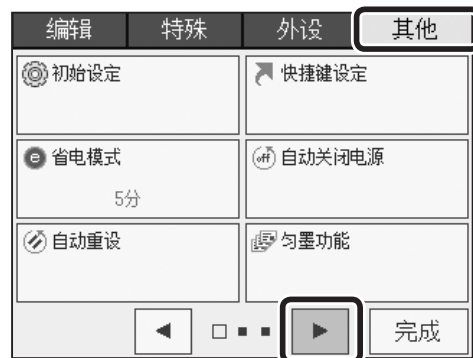 编辑 特殊 外设 其他
初始设定 快捷键设定
省电模式 自动关闭电源
5分
自动重设 匀墨功能
完成